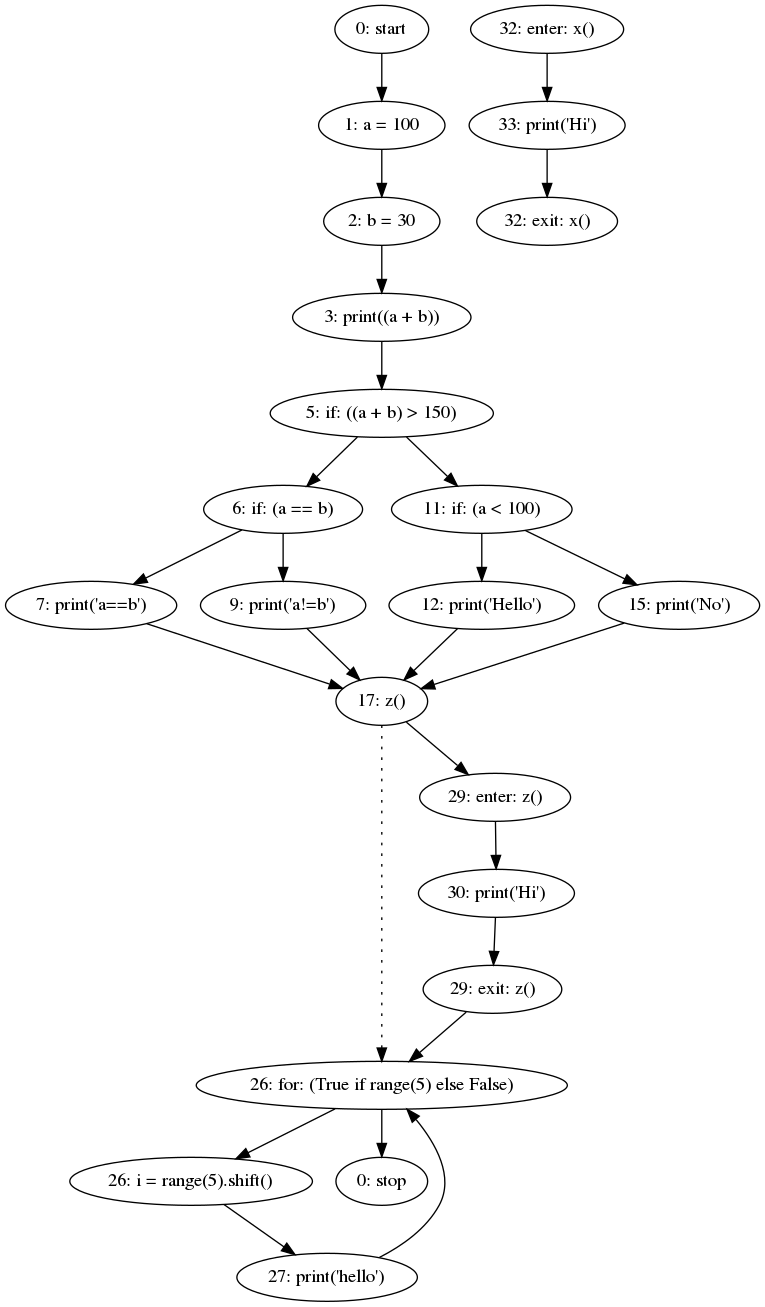 0: start
32: enter: x()
1: a = 100
33: print('Hi')
2: b = 30
32: exit: x()
3: print((a + b))
5: if: ((a + b) > 150)
6: if: (a == b)
11: if: (a < 100)
7: print('a==b')
9: print('a!=b')
12: print('Hello')
15: print('No')
17: z()
29: enter: z()
30: print('Hi')
29: exit: z()
26: for: (True if range(5) else False)
26: i = range(5).shift()
0: stop
27: print('hello')